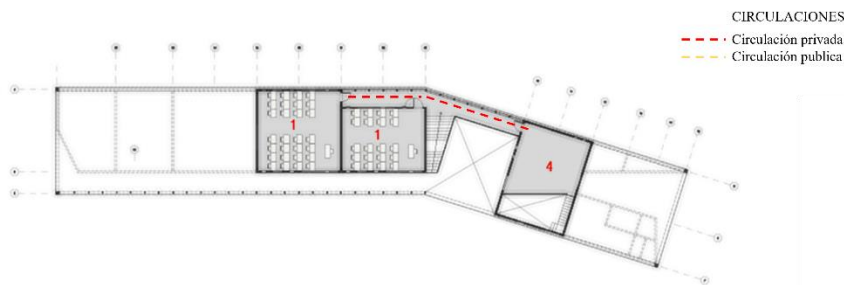 CIRCULACIONES
Circulación privada
Circulación publica
1
1
4